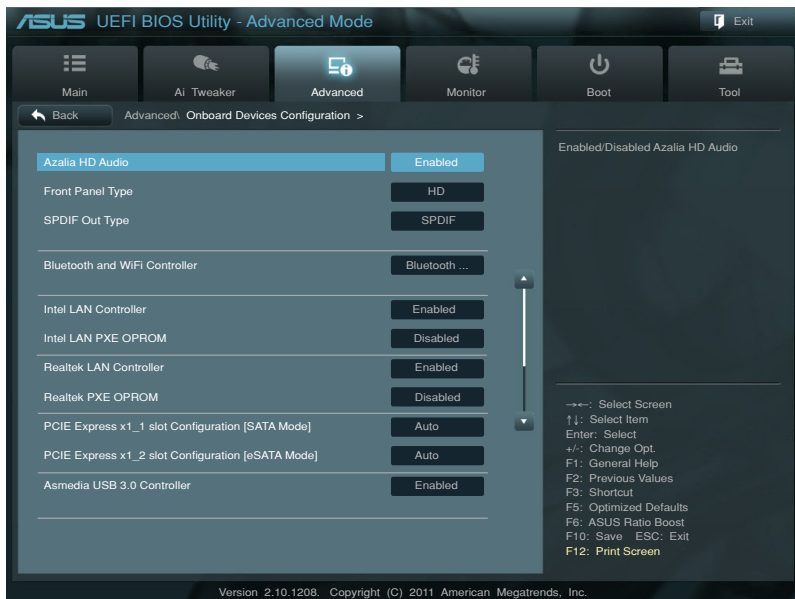 ASUS UEFI BIOS Utility - Advanced Mode
Exit
Main
Ai Tweaker
Advanced
Monitor
Boot
Tool
Back
Advanced\ Onboard Devices Configuration >
Azalia HD Audio Enabled
Front Panel Type HD
SPDIF Out Type SPDIF
Bluetooth and WiFi Controller Bluetooth ...
Intel LAN Controller Enabled
Intel LAN PXE OPROM Disabled
Realtek LAN Controller Enabled
Realtek PXE OPROM Disabled
PCIE Express x1_1 slot Configuration [SATA Mode] Auto
PCIE Express x1_2 slot Configuration [eSATA Mode] Auto
Asmedia USB 3.0 Controller Enabled
Enabled/Disabled Azalia HD Audio
→←: Select Screen
↑↓: Select Item
Enter: Select
+/-: Change Opt.
F1: General Help
F2: Previous Values
F3: Shortcut
F5: Optimized Defaults
F6: ASUS Ratio Boost
F10: Save ESC: Exit
F12: Print Screen
Version 2.10.1208. Copyright (C) 2011 American Megatrends, Inc.